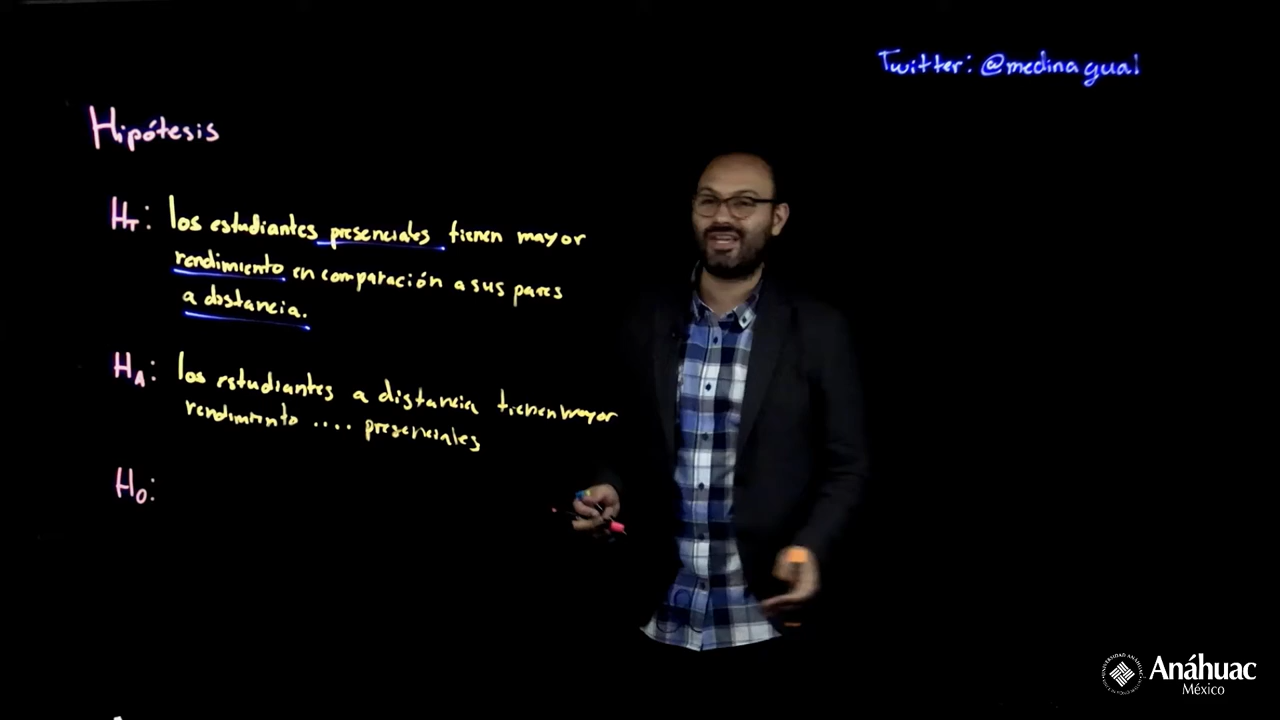 Twitter: @medinagual
Hipótesis
HT: los estudiantes presenciales tienen mayor
rendimiento en comparación a sus pares
a distancia.
HA: los estudiantes a distancia tienen mayor
rendimiento .... presenciales
H0:
Anáhuac
México